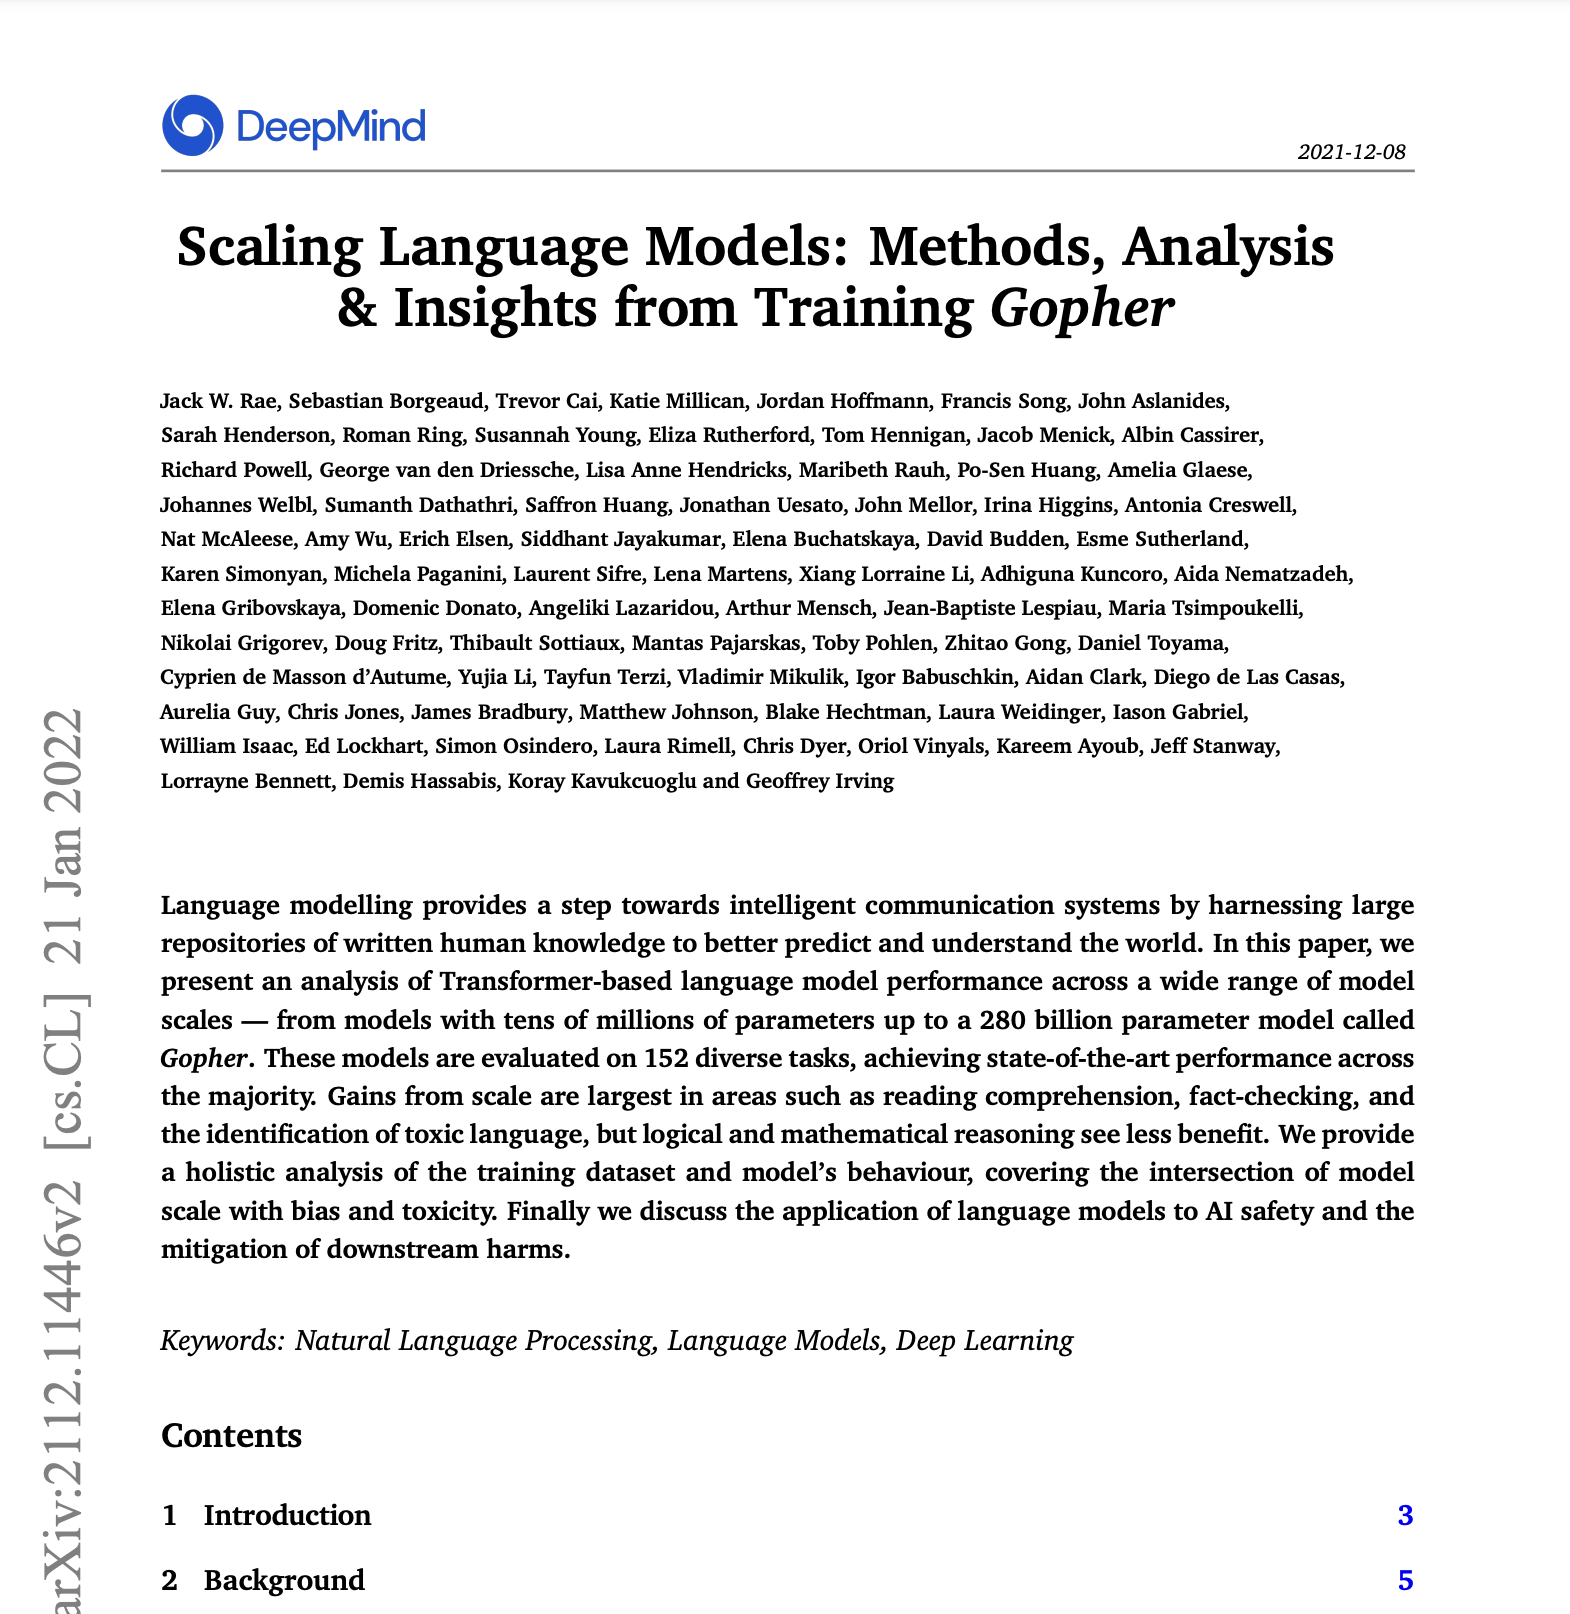 DeepMind
2021-12-08
Scaling Language Models: Methods, Analysis
& Insights from Training Gopher
Jack W. Rae, Sebastian Borgeaud, Trevor Cai, Katie Millican, Jordan Hoffmann, Francis Song, John Aslanides,
Sarah Henderson, Roman Ring, Susannah Young, Eliza Rutherford, Tom Hennigan, Jacob Menick, Albin Cassirer,
Richard Powell, George van den Driessche, Lisa Anne Hendricks, Maribeth Rauh, Po-Sen Huang, Amelia Glaese,
Johannes Welbl, Sumanth Dathathri, Saffron Huang, Jonathan Uesato, John Mellor, Irina Higgins, Antonia Creswell,
Nat McAleese, Amy Wu, Erich Elsen, Siddhant Jayakumar, Elena Buchatskaya, David Budden, Esme Sutherland,
Karen Simonyan, Michela Paganini, Laurent Sifre, Lena Martens, Xiang Lorraine Li, Adhiguna Kuncoro, Aida Nematzadeh,
Elena Gribovskaya, Domenic Donato, Angeliki Lazaridou, Arthur Mensch, Jean-Baptiste Lespiau, Maria Tsimpoukelli,
Nikolai Grigorev, Doug Fritz, Thibault Sottiaux, Mantas Pajarskas, Toby Pohlen, Zhitao Gong, Daniel Toyama,
Cyprien de Masson d’Autume, Yujia Li, Tayfun Terzi, Vladimir Mikulik, Igor Babuschkin, Aidan Clark, Diego de Las Casas,
Aurelia Guy, Chris Jones, James Bradbury, Matthew Johnson, Blake Hechtman, Laura Weidinger, Iason Gabriel,
William Isaac, Ed Lockhart, Simon Osindero, Laura Rimell, Chris Dyer, Oriol Vinyals, Kareem Ayoub, Jeff Stanway,
Lorrayne Bennett, Demis Hassabis, Koray Kavukcuoglu and Geoffrey Irving
Language modelling provides a step towards intelligent communication systems by harnessing large
repositories of written human knowledge to better predict and understand the world. In this paper, we
present an analysis of Transformer-based language model performance across a wide range of model
scales — from models with tens of millions of parameters up to a 280 billion parameter model called
Gopher. These models are evaluated on 152 diverse tasks, achieving state-of-the-art performance across
the majority. Gains from scale are largest in areas such as reading comprehension, fact-checking, and
the identification of toxic language, but logical and mathematical reasoning see less benefit. We provide
a holistic analysis of the training dataset and model’s behaviour, covering the intersection of model
scale with bias and toxicity. Finally we discuss the application of language models to AI safety and the
mitigation of downstream harms.
Keywords: Natural Language Processing, Language Models, Deep Learning
Contents
1 Introduction 3
2 Background 5
arXiv:2112.11446v2 [cs.CL] 21 Jan 2022